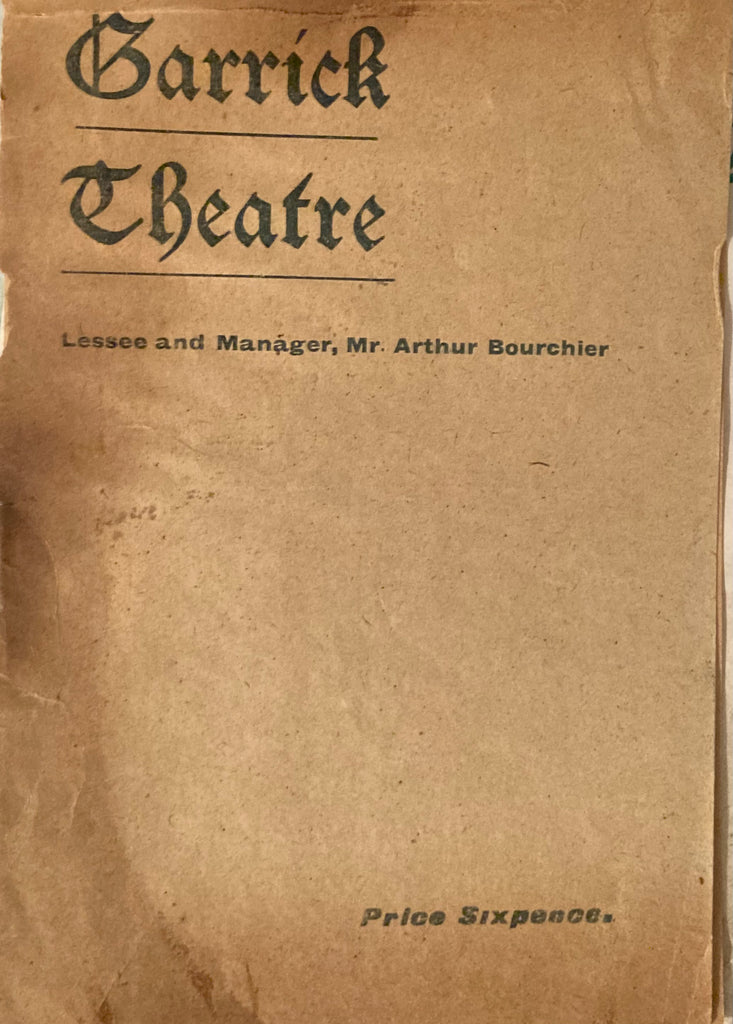 Garrick
Theatre
Lessee and Manager, Mr. Arthur Bourchier
Price Sixpence.